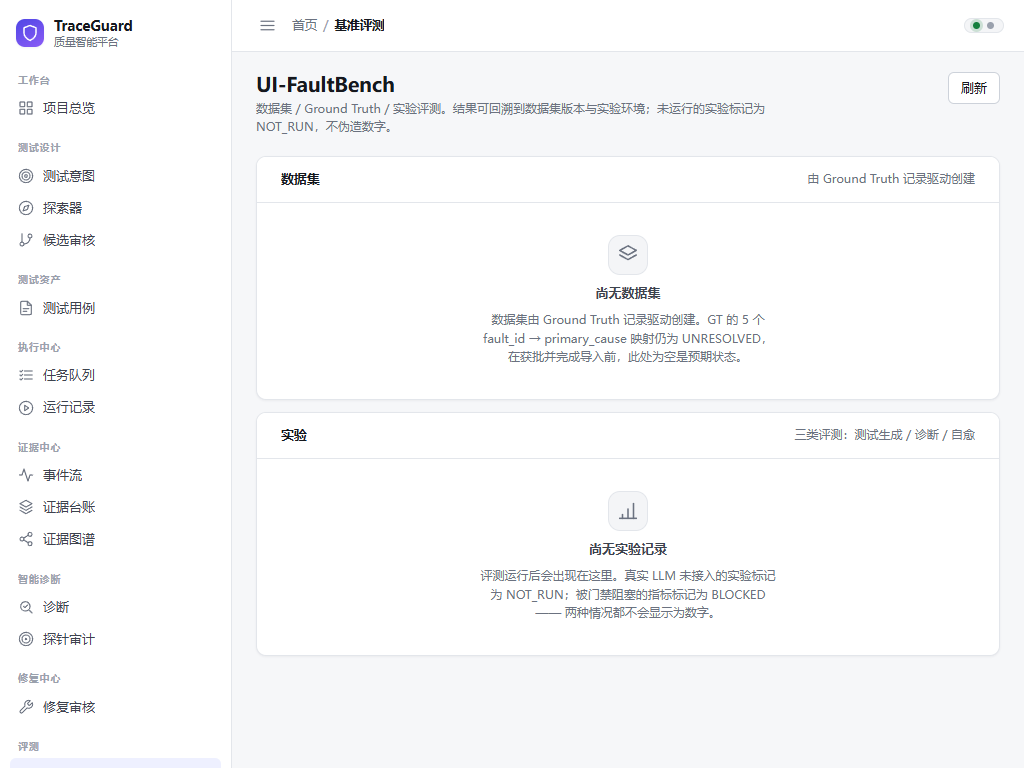 TraceGuard
质量智能平台
工作台
项目总览
测试设计
测试意图
探索器
候选审核
测试资产
测试用例
执行中心
任务队列
运行记录
证据中心
事件流
证据台账
证据图谱
智能诊断
诊断
探针审计
修复中心
修复审核
评测
首页 / 基准评测
UI-FaultBench
数据集 / Ground Truth / 实验评测。结果可回溯到数据集版本与实验环境；未运行的实验标记为
NOT_RUN，不伪造数字。
刷新
数据集
由 Ground Truth 记录驱动创建
尚无数据集
数据集由 Ground Truth 记录驱动创建。GT 的 5 个
fault_id → primary_cause 映射仍为 UNRESOLVED，
在获批并完成导入前，此处为空是预期状态。
实验
三类评测：测试生成 / 诊断 / 自愈
尚无实验记录
评测运行后会出现在这里。真实 LLM 未接入的实验标记
为 NOT_RUN；被门禁阻塞的指标标记为 BLOCKED
—— 两种情况都不会显示为数字。